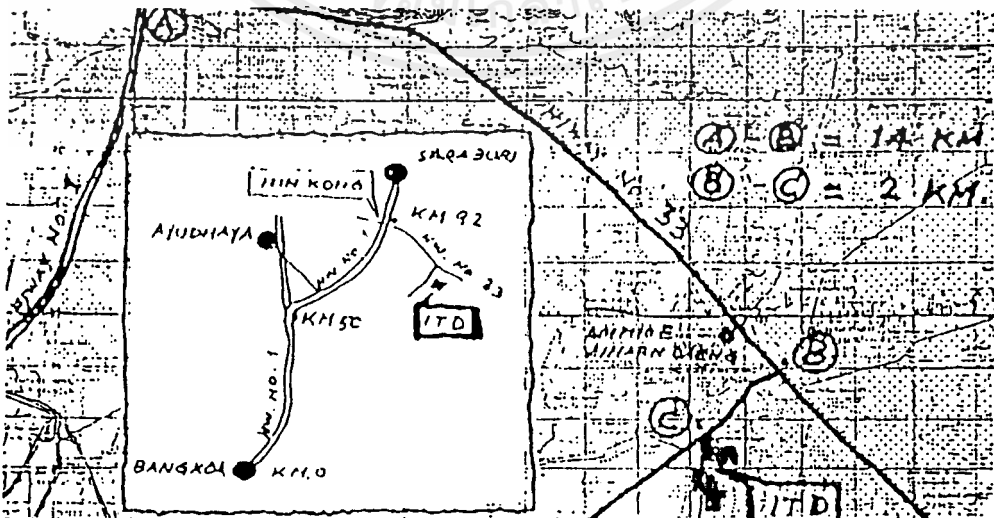 A
HIGHWAY NO. 1
HW. NO. 33
A - B = 14 KM
B - C = 2 KM.
SARABURI
HIN KONG
KM 92
AYUDHAYA
HW NO. 1
HW NO 33
ITD
KM 50
HW NO. 1
BANGKOK KM.0
B
C
ITD